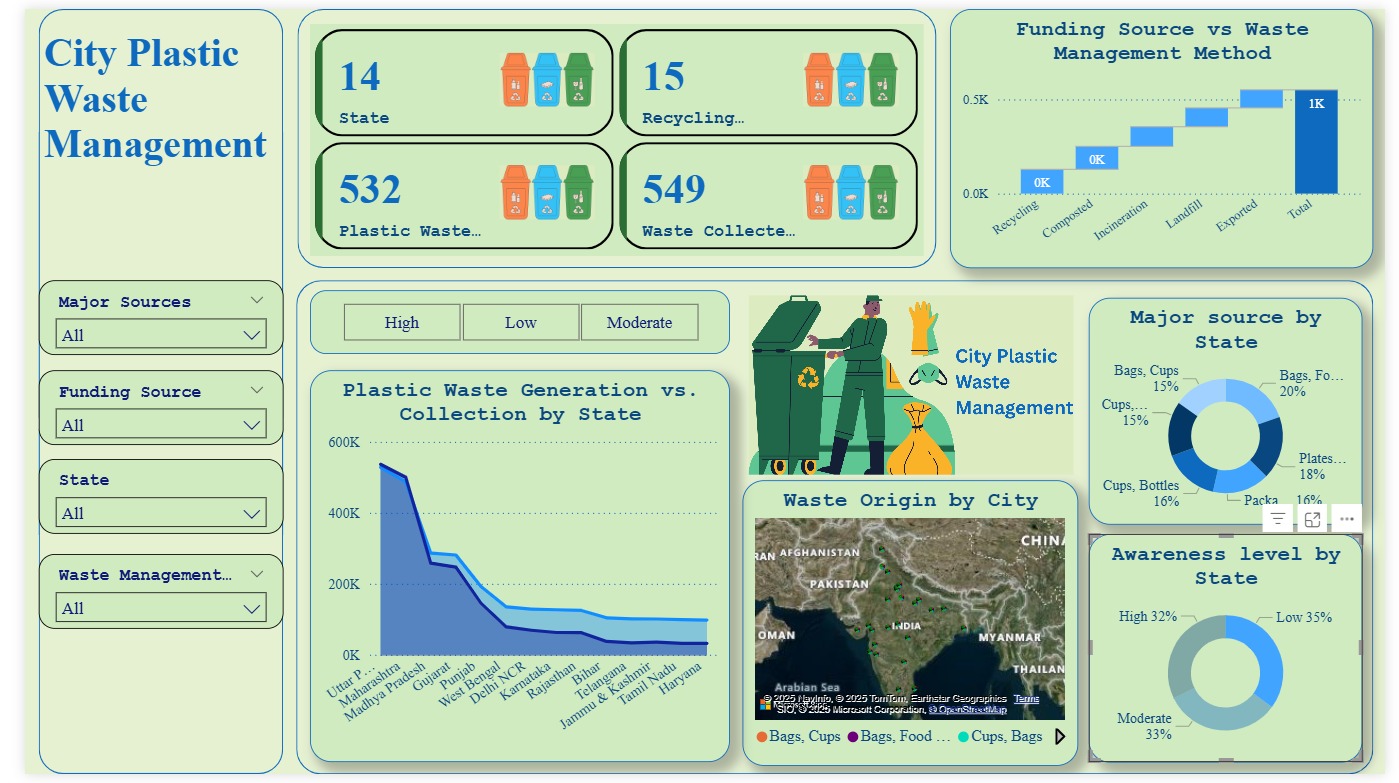 City Plastic
Waste
Management
14
State
15
Recycling…
532
Plastic Waste…
549
Waste Collecte…
Funding Source vs Waste
Management Method
0.5K
0.0K
0K
0K
1K
Recycling
Composted
Incineration
Landfill
Exported
Total
Major Sources
All
Funding Source
All
State
All
Waste Management…
All
High
Low
Moderate
Plastic Waste Generation vs.
Collection by State
600K
400K
200K
0K
Uttar P…
Maharashtra
Madhya Pradesh
Gujarat
Punjab
West Bengal
Delhi NCR
Karnataka
Rajasthan
Bihar
Telangana
Jammu & Kashmir
Tamil Nadu
Haryana
City Plastic
Waste
Management
Waste Origin by City
CHINA
RAN
AFGHANISTAN
PAKISTAN
INDIA
OMAN
MYANMAR
THAILAN
Arabian Sea
© 2025 NavInfo, © 2025 TomTom, Earthstar Geographics
Terms
SIO, © 2025 Microsoft Corporation, © OpenStreetMap
Bags, Cups
Bags, Food …
Cups, Bags
Major source by
State
Bags, Cups
15%
Bags, Fo…
20%
Cups,…
15%
Plates…
18%
Cups, Bottles
16%
Packa
16%
Awareness level by
State
High 32%
Low 35%
Moderate
33%